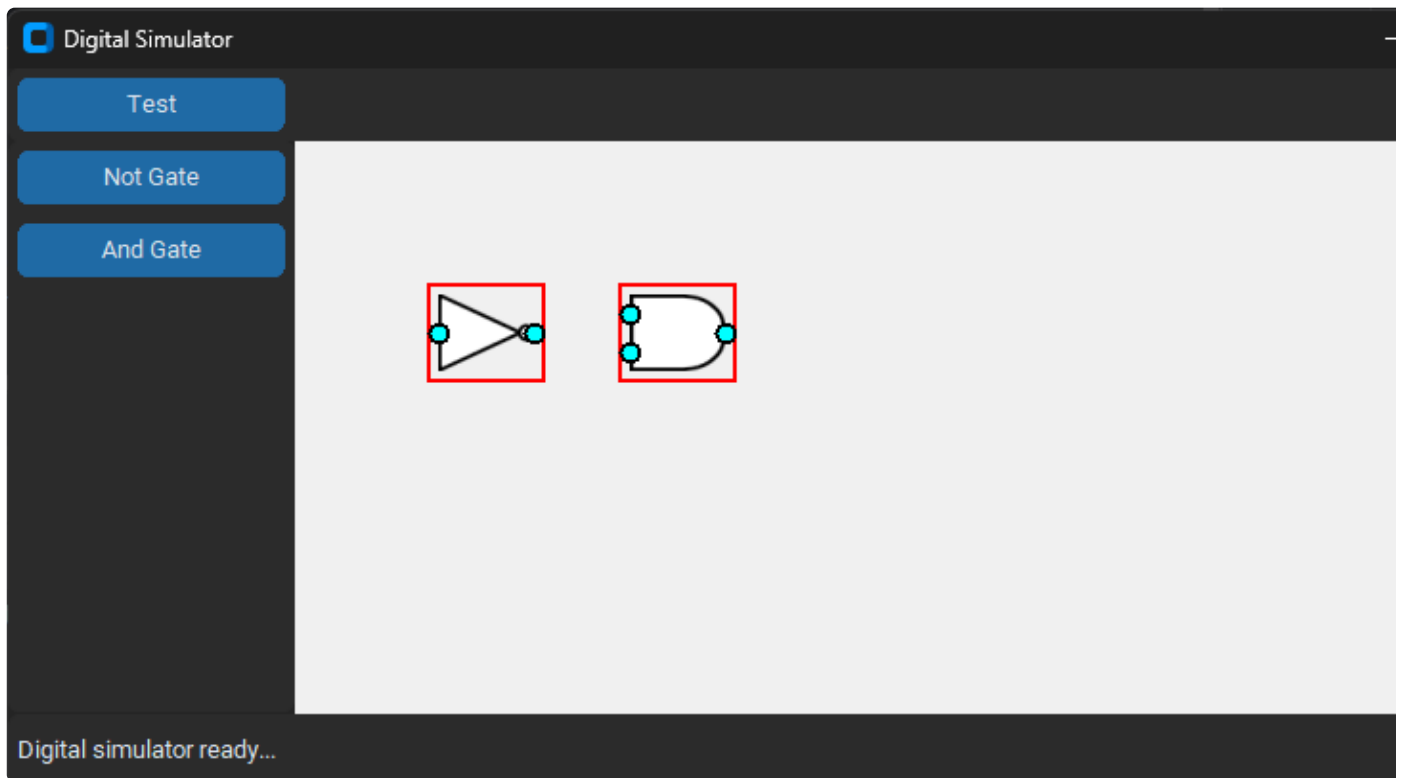 Digital Simulator
Test
Not Gate
And Gate
Digital simulator ready...